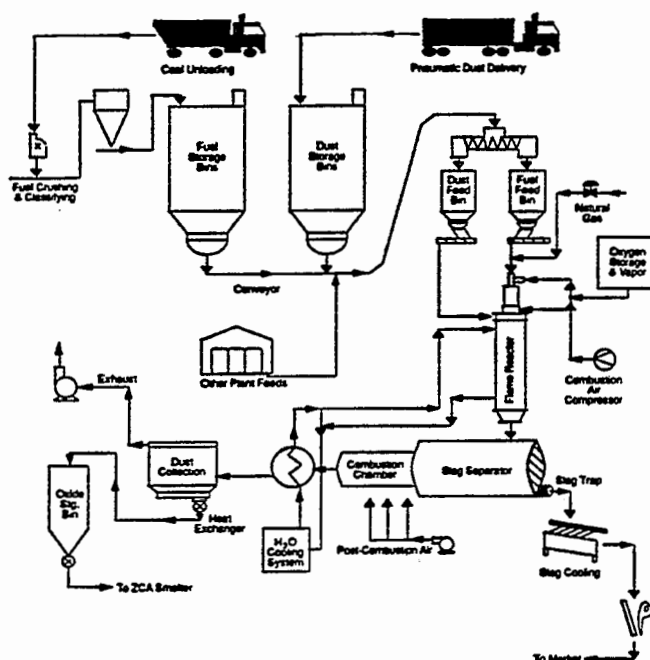 Coal Unloading
Pneumatic Dust Delivery
Fuel
Storage
Bins
Dust
Storage
Bins
Dust
Feed
Bin
Fuel
Feed
Bin
Natural
Gas
Fuel Crushing
& Classifying
Oxygen
Storage
& Vapor
Conveyor
Other Plant Feeds
Flame Reactor
Combustion
Air
Compressor
Exhaust
Dust
Collection
Combustion
Chamber
Slag Separator
Slag Trap
Oxide
Stg.
Bin
Heat
Exchanger
H2O
Cooling
System
Post-Combustion Air
Slag Cooling
To ZCA Smelter
To Market